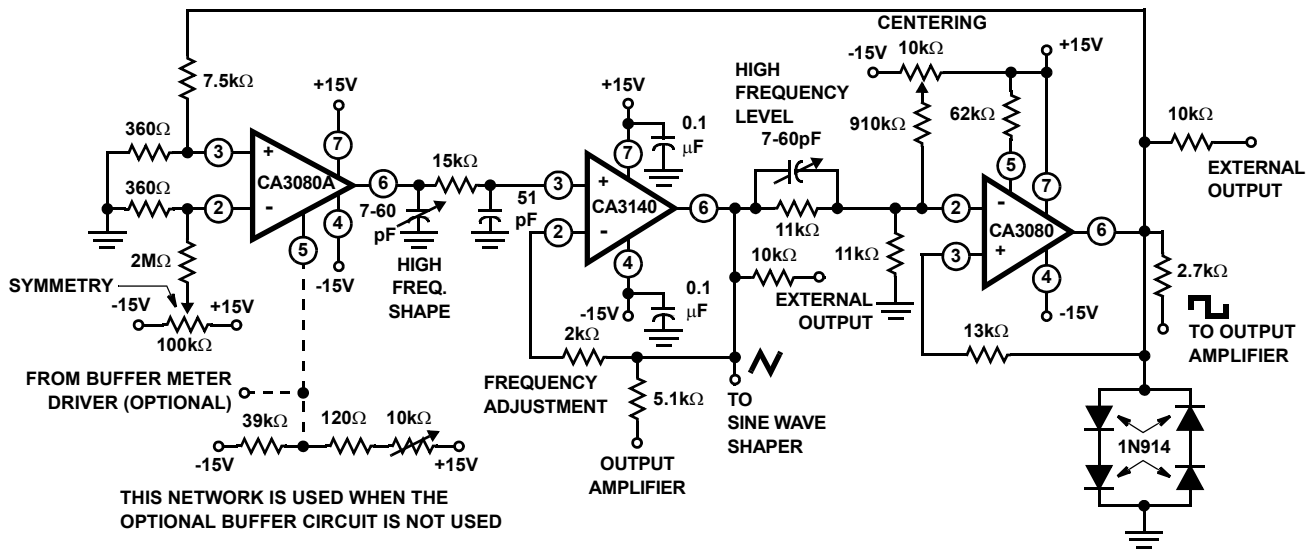 CENTERING
-15V
10kΩ
+15V
7.5kΩ
+15V
+15V
HIGH
FREQUENCY
LEVEL
7-60pF
0.1
µF
910kΩ
62kΩ
10kΩ
EXTERNAL
OUTPUT
360Ω
3
+
7
CA3080A
6
15kΩ
3
+
7
CA3140
6
5
7
2
-
CA3080
6
360Ω
2
-
4
5
7-60
pF
51
pF
2
-
4
11kΩ
11kΩ
3
+
4
2MΩ
-15V
HIGH
FREQ.
SHAPE
10kΩ
EXTERNAL
OUTPUT
0.1
µF
-15V
-15V
2.7kΩ
TO OUTPUT
AMPLIFIER
SYMMETRY
-15V
+15V
100kΩ
2kΩ
13kΩ
FREQUENCY
ADJUSTMENT
5.1kΩ
TO
SINE WAVE
SHAPER
OUTPUT
AMPLIFIER
FROM BUFFER METER
DRIVER (OPTIONAL)
39kΩ
120Ω
10kΩ
-15V
+15V
1N914
THIS NETWORK IS USED WHEN THE
OPTIONAL BUFFER CIRCUIT IS NOT USED